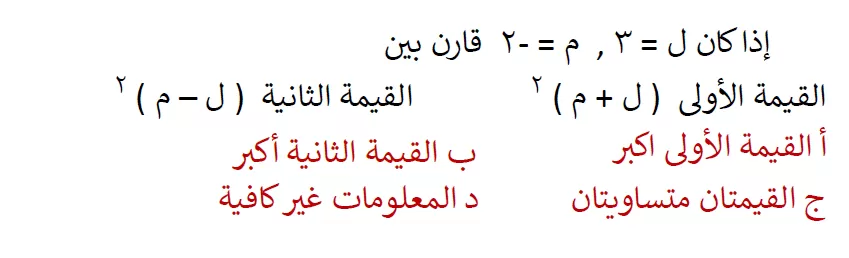 إذا كان ل = ٣ , م = -٢ قارن بين
القيمة الأولى ( ل + م ) ٢ القيمة الثانية ( ل – م ) ٢
أ القيمة الأولى اكبر ب القيمة الثانية أكبر
ج القيمتان متساويتان د المعلومات غير كافية